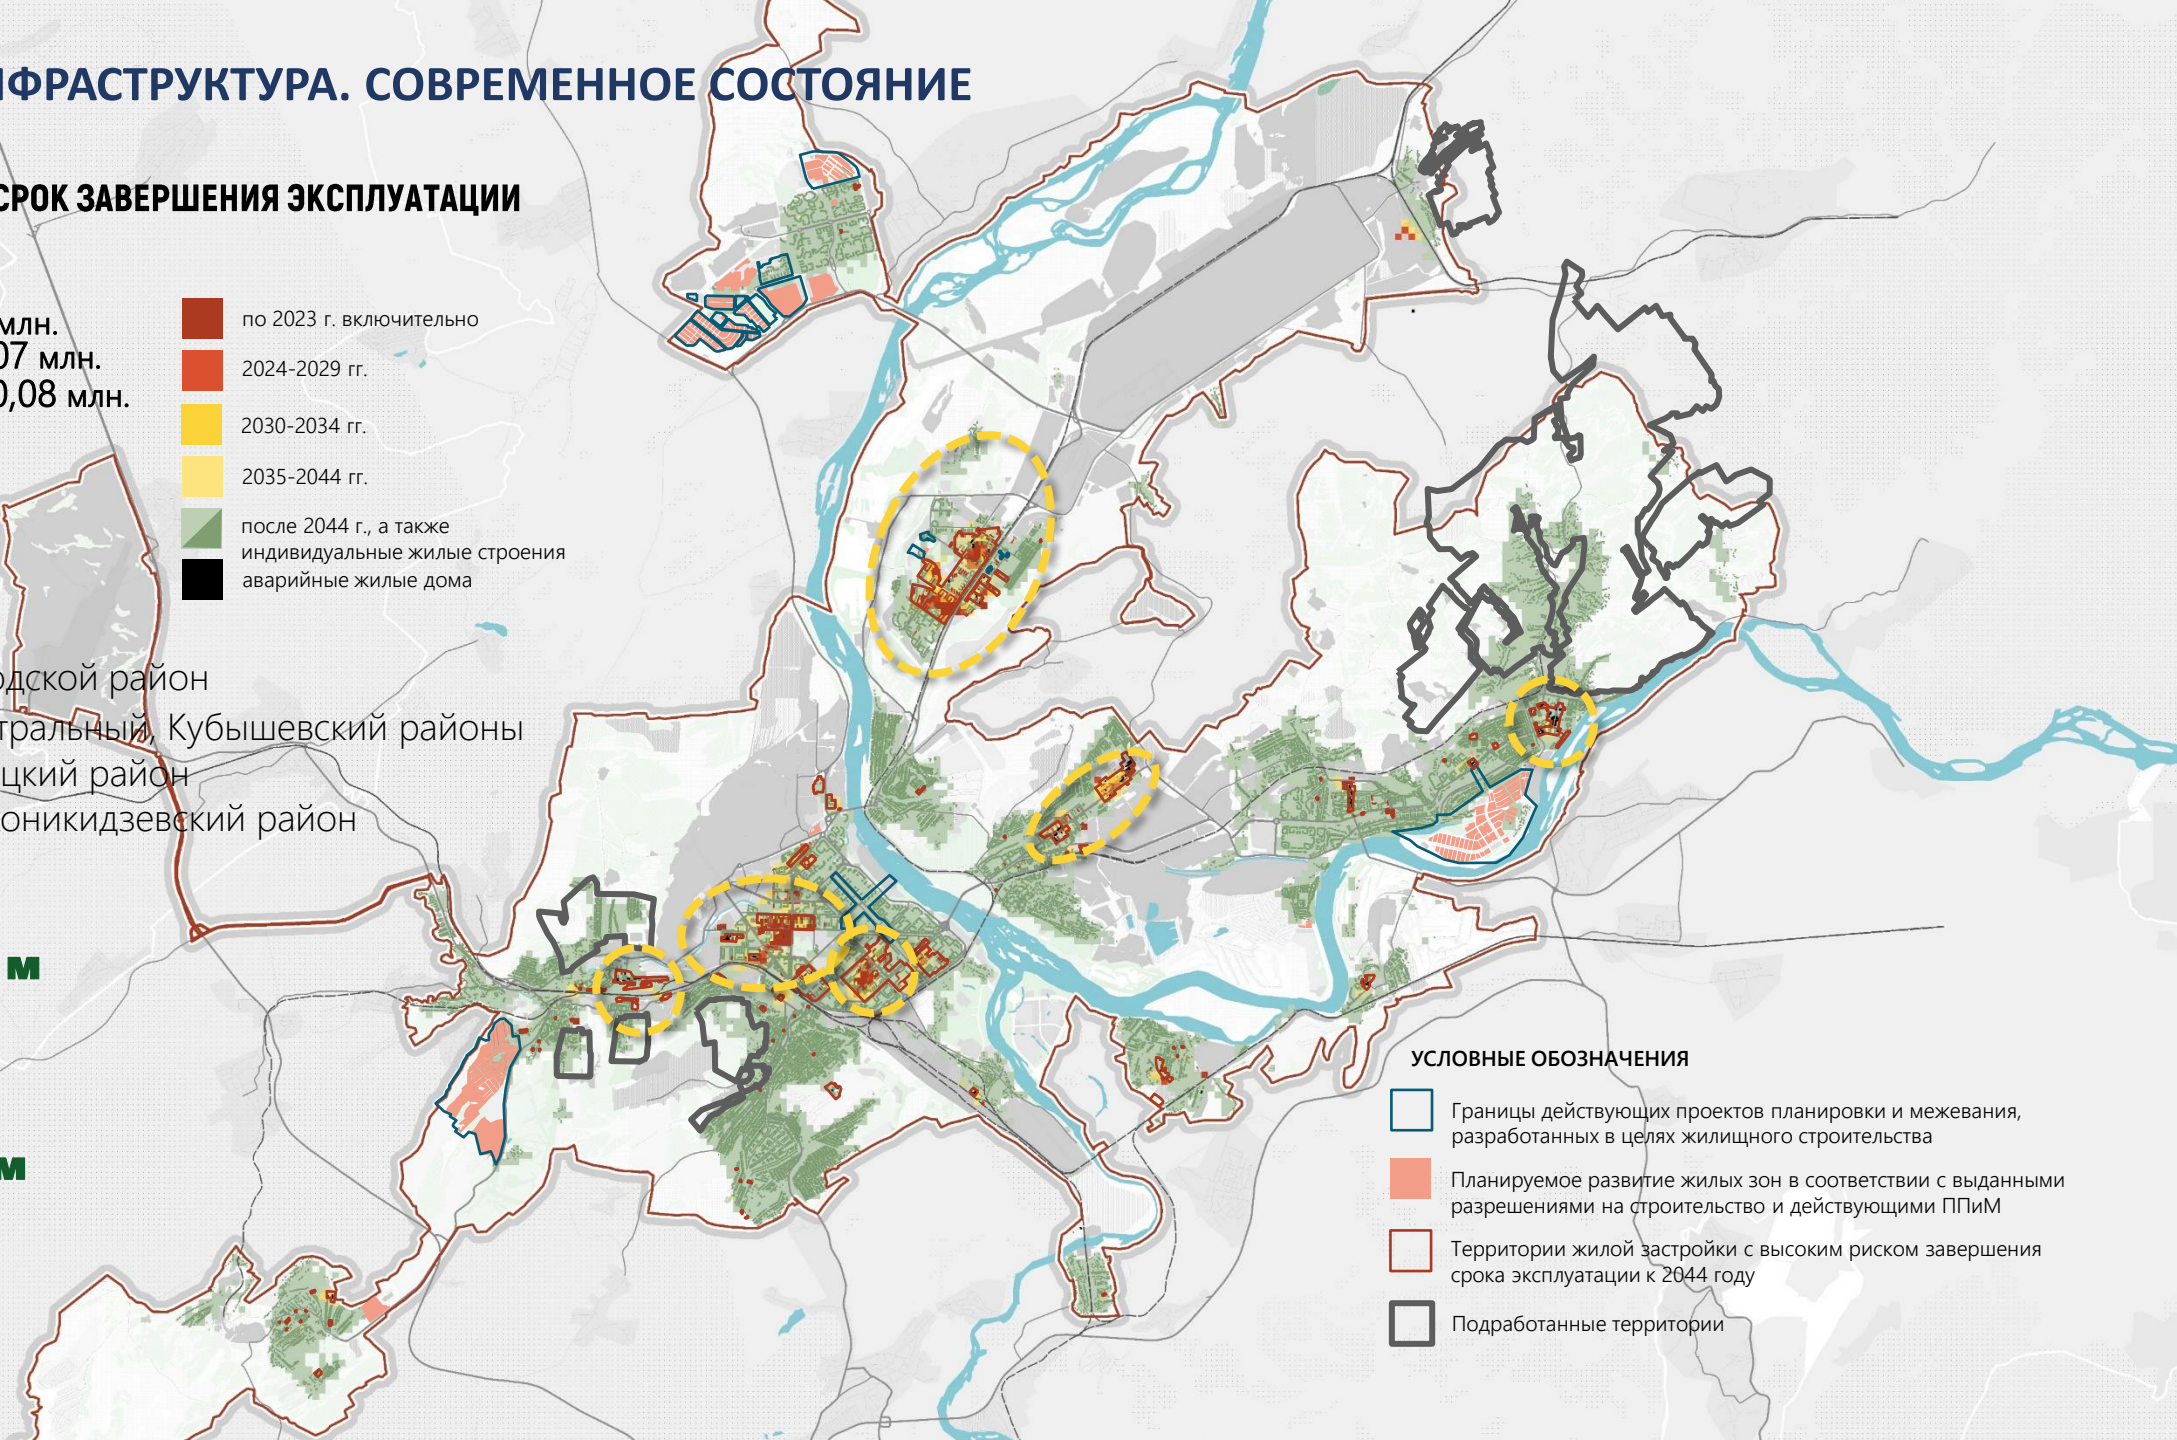 НФРАСТРУКТУРА. СОВРЕМЕННОЕ СОСТОЯНИЕ
СРОК ЗАВЕРШЕНИЯ ЭКСПЛУАТАЦИИ
млн.
07 млн.
0,08 млн.
по 2023 г. включительно
2024-2029 гг.
2030-2034 гг.
2035-2044 гг.
после 2044 г., а также
индивидуальные жилые строения
аварийные жилые дома
одской район
тральный, Кубышевский районы
цкий район
оникидзевский район
м
м
УСЛОВНЫЕ ОБОЗНАЧЕНИЯ
Границы действующих проектов планировки и межевания,
разработанных в целях жилищного строительства
Планируемое развитие жилых зон в соответствии с выданными
разрешениями на строительство и действующими ППиМ
Территории жилой застройки с высоким риском завершения
срока эксплуатации к 2044 году
Подработанные территории